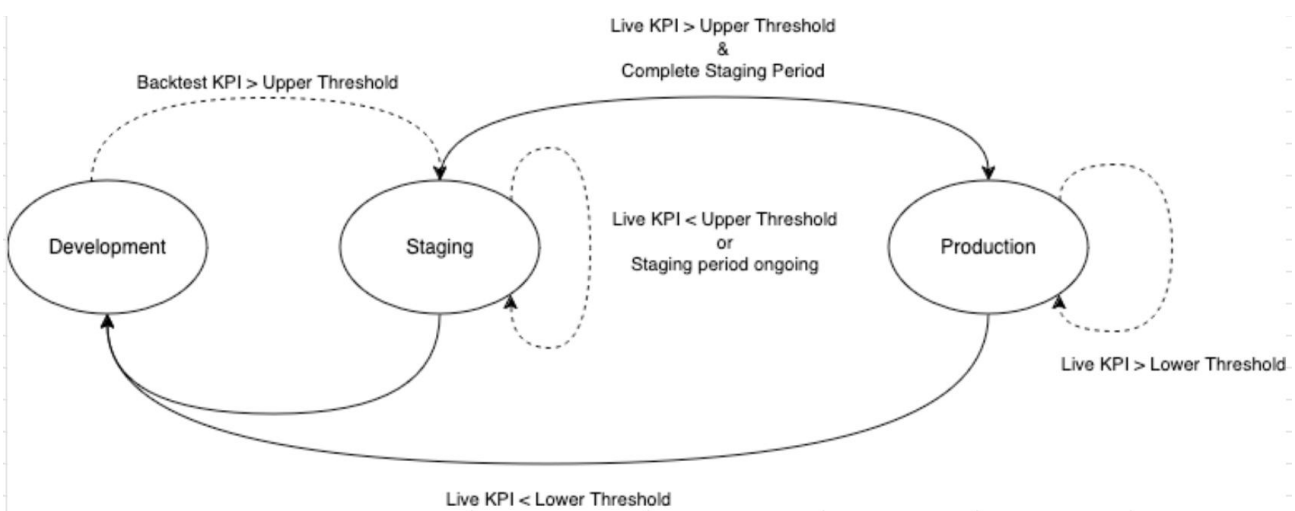 Live KPI > Upper Threshold
&
Complete Staging Period
Backtest KPI > Upper Threshold
Development
Staging
Live KPI < Upper Threshold
or
Staging period ongoing
Production
Live KPI > Lower Threshold
Live KPI < Lower Threshold